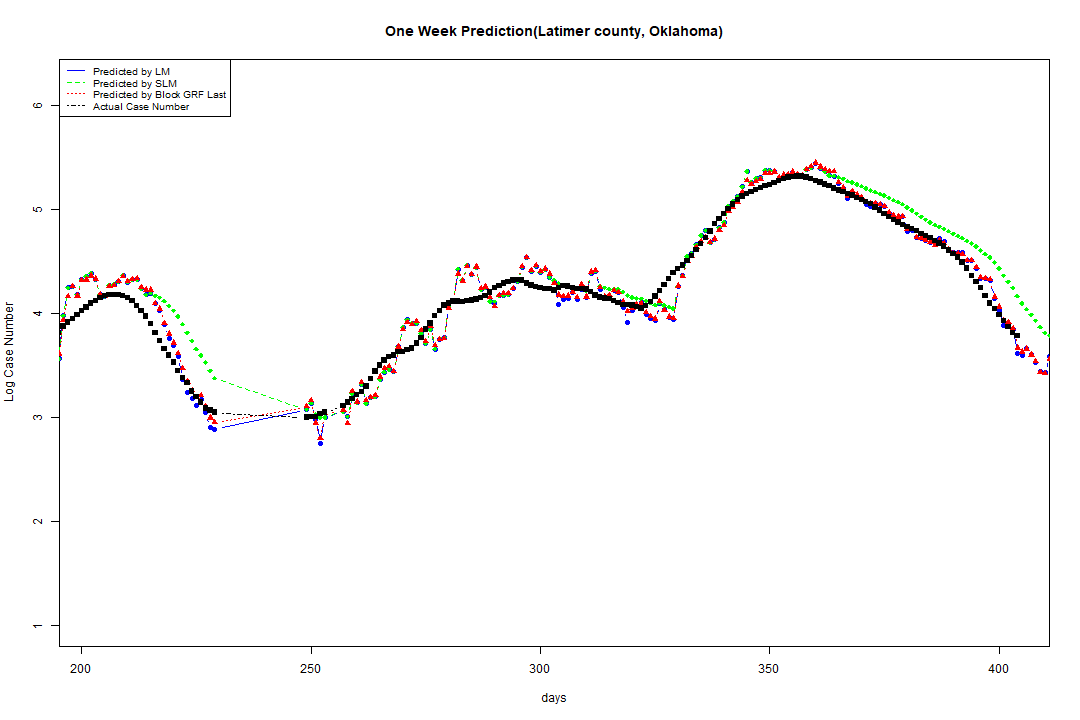 One Week Prediction(Latimer county, Oklahoma)
Predicted by LM
Predicted by SLM
Predicted by Block GRF Last
Actual Case Number
6
5
4
3
2
1
Log Case Number
200 250 300 350 400
days